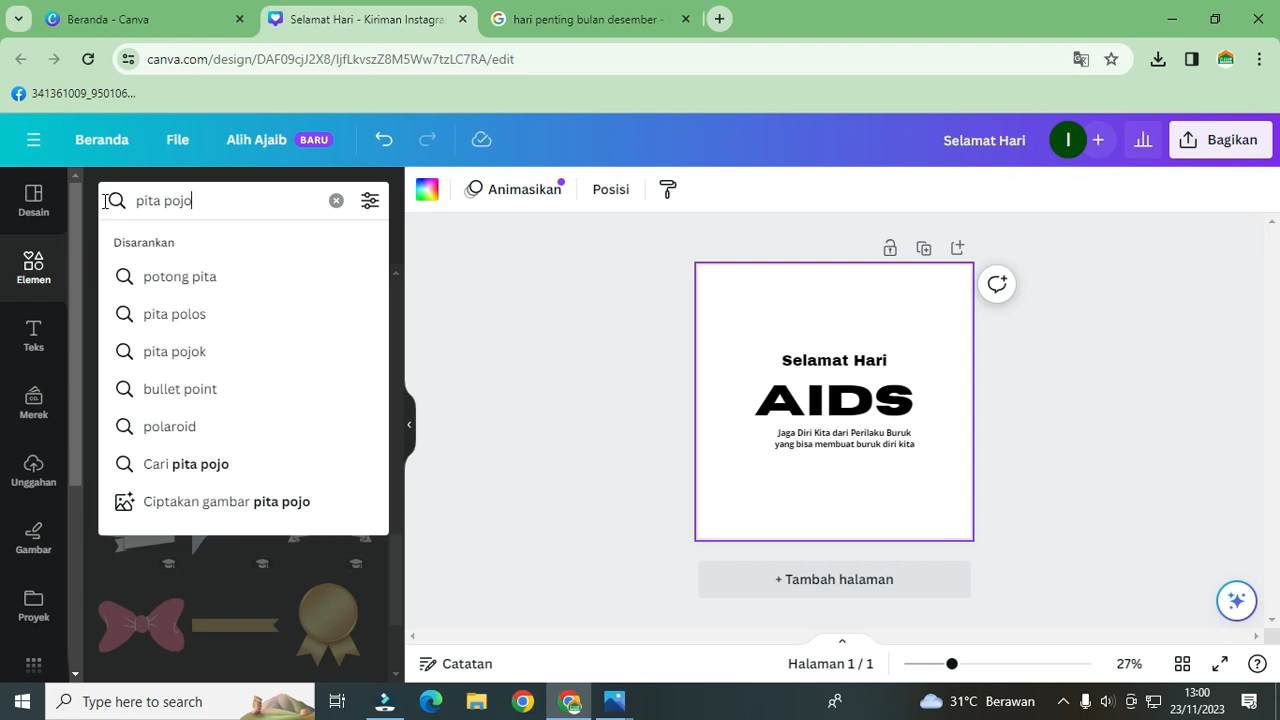 Beranda - Canva
Selamat Hari - Kiriman Instagra
hari penting bulan desember -
canva.com/design/DAF09cjJ2X8/IjfLkvszZ8M5Ww7tzLC7RA/edit
341361009_950106...
Beranda
File
Alih Ajaib
BARU
Selamat Hari
I
Bagikan
Desain
Elemen
Teks
CO.
Merek
Unggahan
Gambar
Proyek
pita pojo
Disarankan
potong pita
pita polos
pita pojok
bullet point
polaroid
Cari pita pojo
Ciptakan gambar pita pojo
Animasikan
Posisi
Selamat Hari
AIDS
Jaga Diri Kita dari Perilaku Buruk
yang bisa membuat buruk diri kita
+ Tambah halaman
Catatan
Halaman 1 / 1
27%
Type here to search
31°C Berawan
13:00
23/11/2023